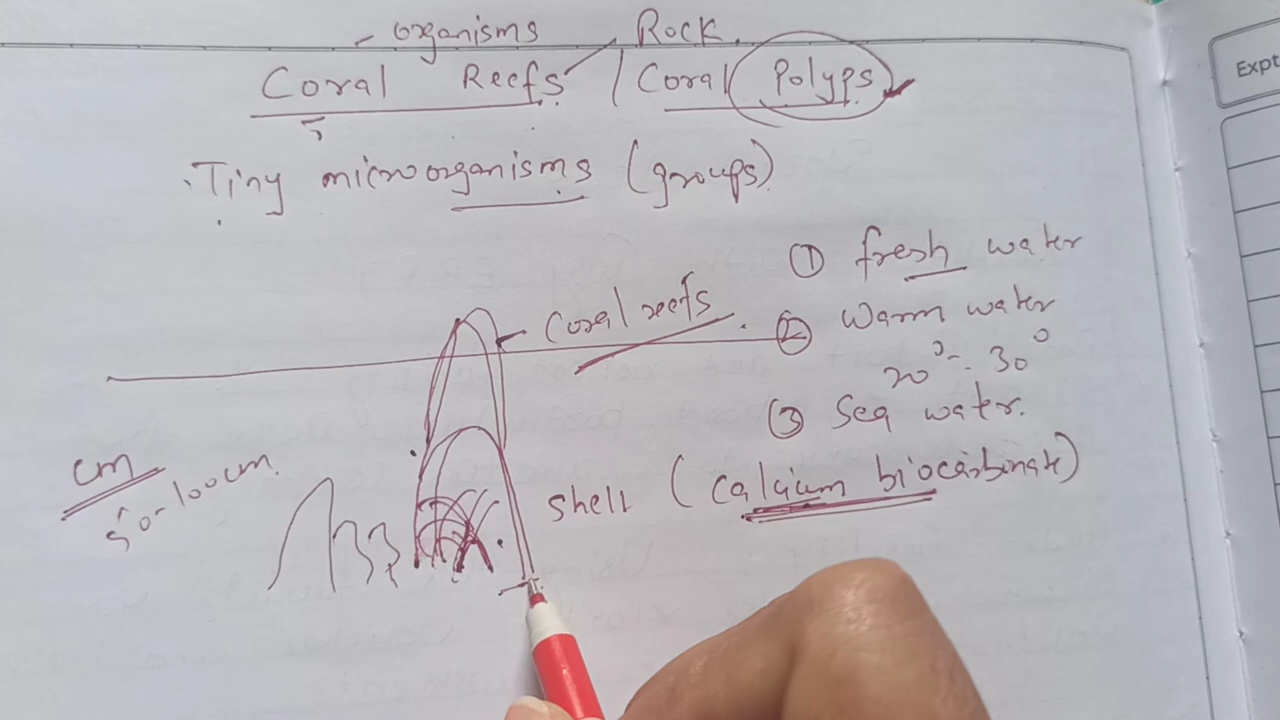 organisms Rock
Coral Reefs / Coral Polyps
Tiny microorganisms (groups)
① fresh water
Coral reefs
② Warm water
20° - 30°
③ Sea water.
cm
50-100cm.
shell (Calcium biocarbinate)
Expt